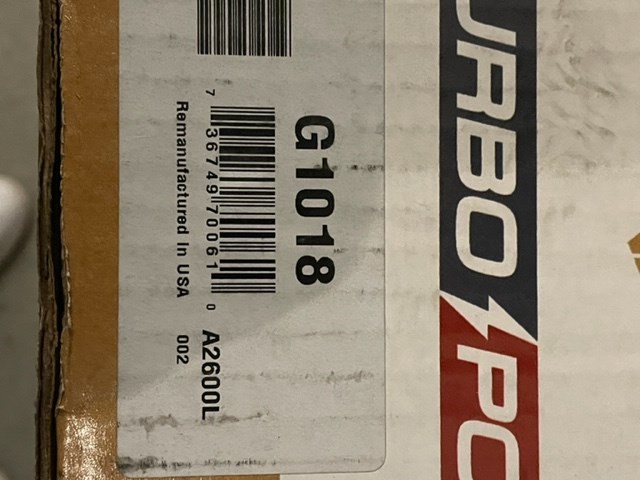 URBO PO
G1018
7 36749 70061 0
A2600L
Remanufactured In USA 002